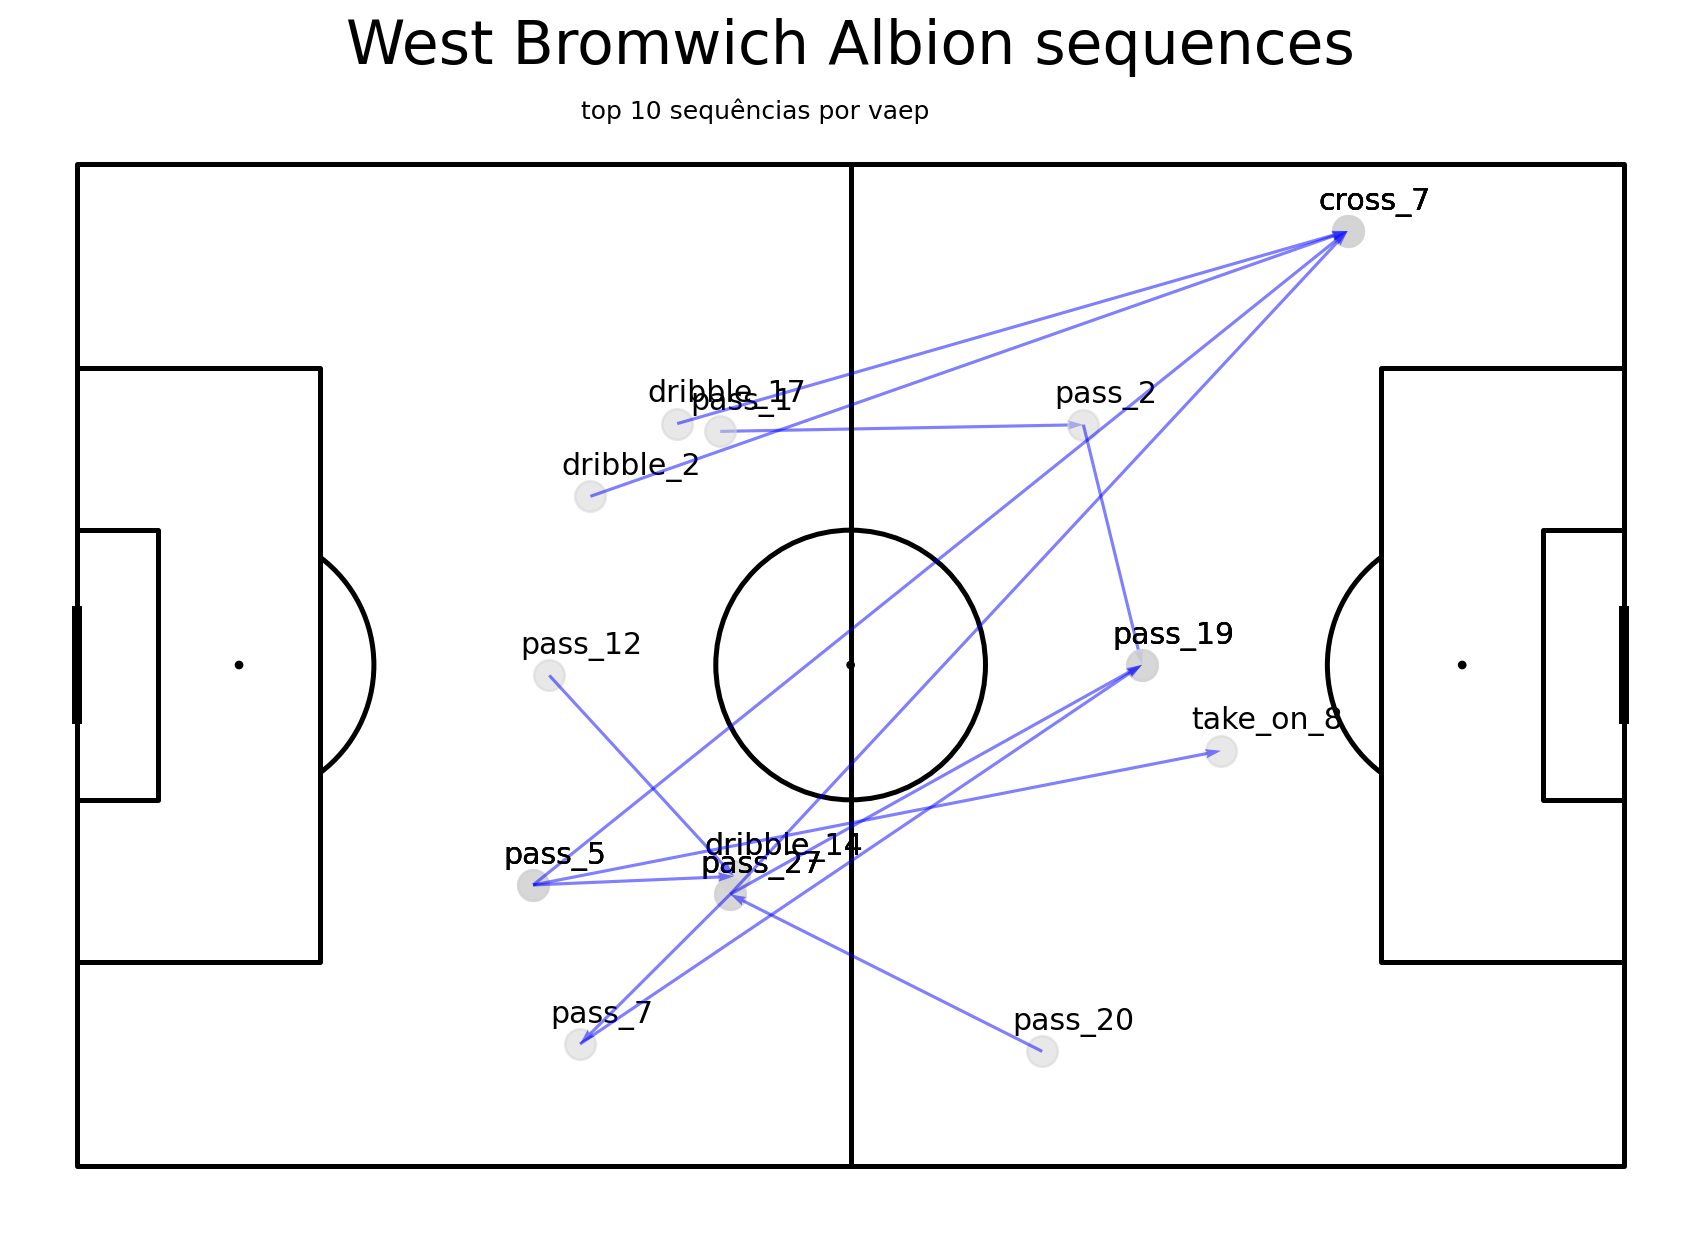 West Bromwich Albion sequences
top 10 sequências por vaep
cross_7
dribble_17
pass_1
pass_2
dribble_2
pass_12
pass_19
take_on_8
dribble_14
pass_5
pass_27
pass_7
pass_20